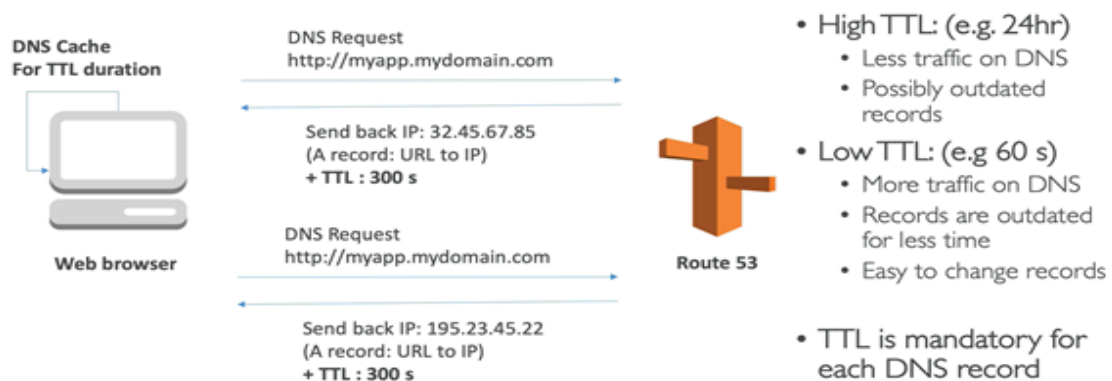 DNS Cache
For TTL duration
Web browser
DNS Request
http://myapp.mydomain.com
Send back IP: 32.45.67.85
(A record: URL to IP)
+ TTL : 300 s
DNS Request
http://myapp.mydomain.com
Send back IP: 195.23.45.22
(A record: URL to IP)
+ TTL : 300 s
Route 53
• High TTL: (e.g. 24hr)
• Less traffic on DNS
• Possibly outdated
records
• Low TTL: (e.g 60 s)
• More traffic on DNS
• Records are outdated
for less time
• Easy to change records
• TTL is mandatory for
each DNS record